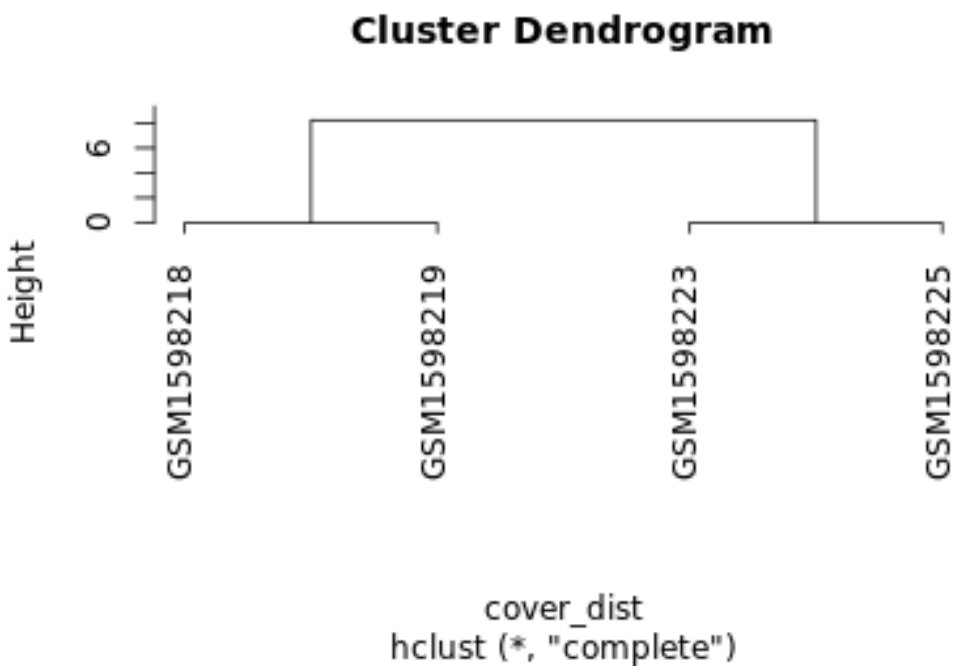 Cluster Dendrogram
Height
6
0
GSM1598218
GSM1598219
GSM1598223
GSM1598225
cover_dist
hclust (*, "complete")